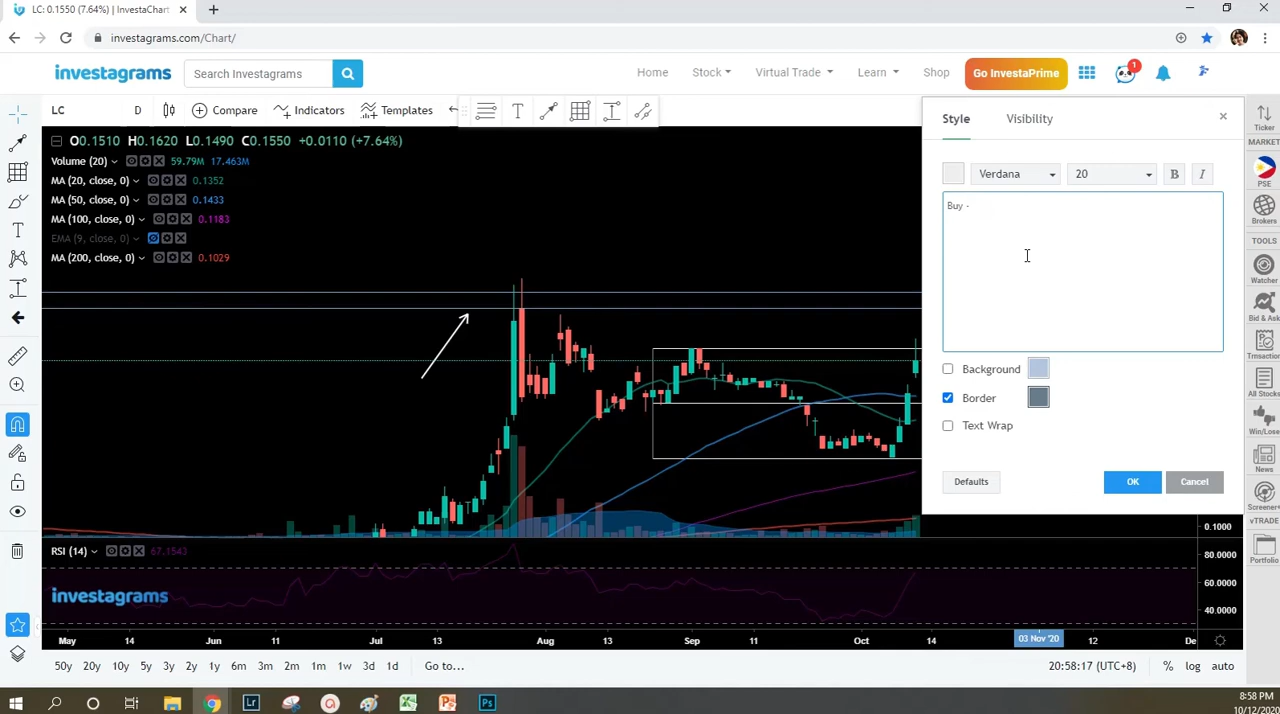 LC: 0.1550 (7.64%) | InvestaChart
investagrams.com/Chart/
investagrams
Search Investagrams
Home
Stock
Virtual Trade
Learn
Shop
Go InvestaPrime
1
LC
D
Compare
Indicators
Templates
O0.1510 H0.1620 L0.1490 C0.1550 +0.0110 (+7.64%)
Volume (20) 59.79M 17.463M
MA (20, close, 0) 0.1352
MA (50, close, 0) 0.1433
MA (100, close, 0) 0.1183
EMA (9, close, 0)
MA (200, close, 0) 0.1029
Style
Visibility
Verdana
20
B
I
Buy -
Background
Border
Text Wrap
Defaults
OK
Cancel
Ticker
MARKET
PSE
Brokers
TOOLS
Watcher
Bid & Ask
Trnsaction
All Stocks
Win/Lose
News
Screener+
vTRADE
Portfolio
0.1000
RSI (14) 67.1543
80.0000
60.0000
40.0000
investagrams
May 14 Jun 11 Jul 13 Aug 13 Sep 11 Oct 14 03 Nov '20 12 De
50y 20y 10y 5y 3y 2y 1y 6m 3m 2m 1m 1w 3d 1d Go to...
20:58:17 (UTC+8) % log auto
8:58 PM
10/12/2020